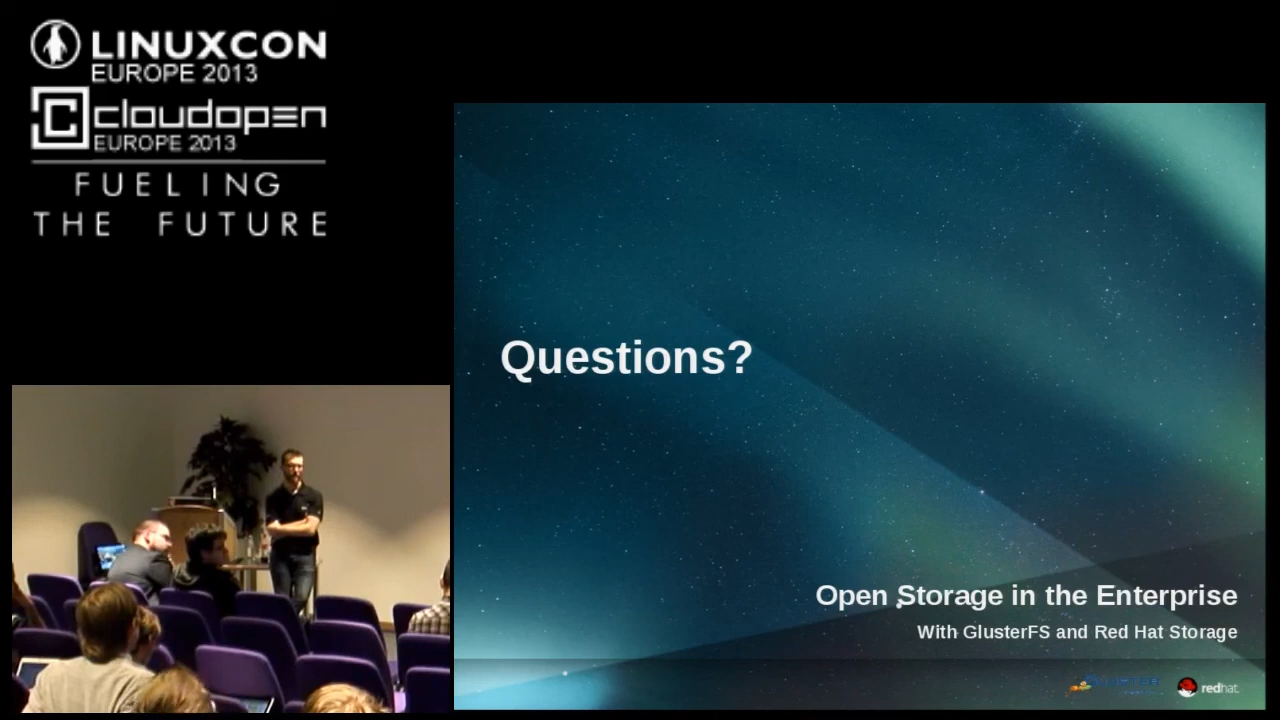 LINUXCON
EUROPE 2013
cloudopen
EUROPE 2013
FUELING
THE FUTURE
Questions?
Open Storage in the Enterprise
With GlusterFS and Red Hat Storage
redhat.